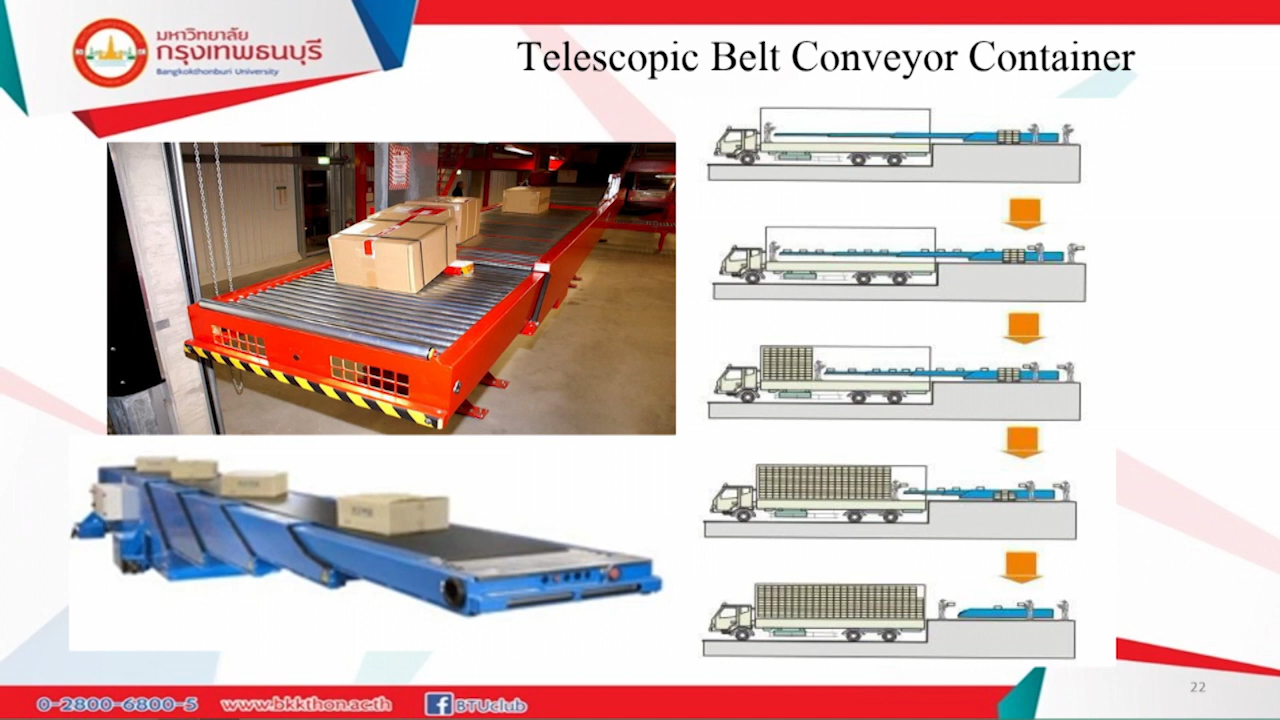 มหาวิทยาลัย
กรุงเทพธนบุรี
Bangkokthonburi University
Telescopic Belt Conveyor Container
22
0-2800-6800-5 www.bkkthon.ac.th BTUclub